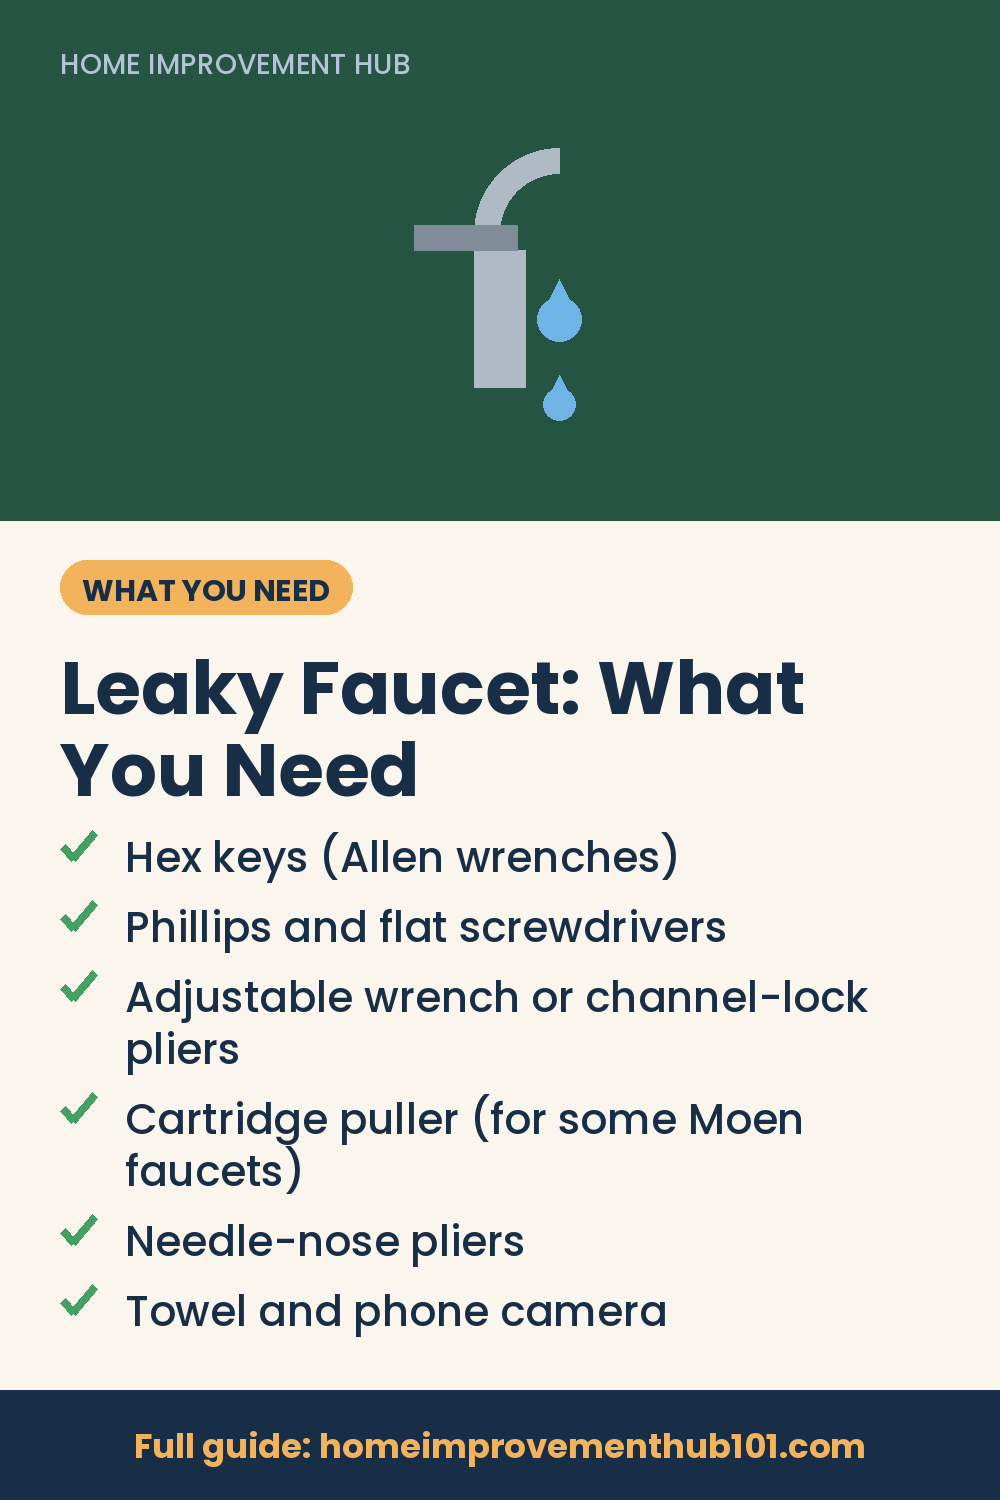 HOME IMPROVEMENT HUB
WHAT YOU NEED
Leaky Faucet: What
You Need
Hex keys (Allen wrenches)
Phillips and flat screwdrivers
Adjustable wrench or channel-lock
pliers
Cartridge puller (for some Moen
faucets)
Needle-nose pliers
Towel and phone camera
Full guide: homeimprovementhub101.com